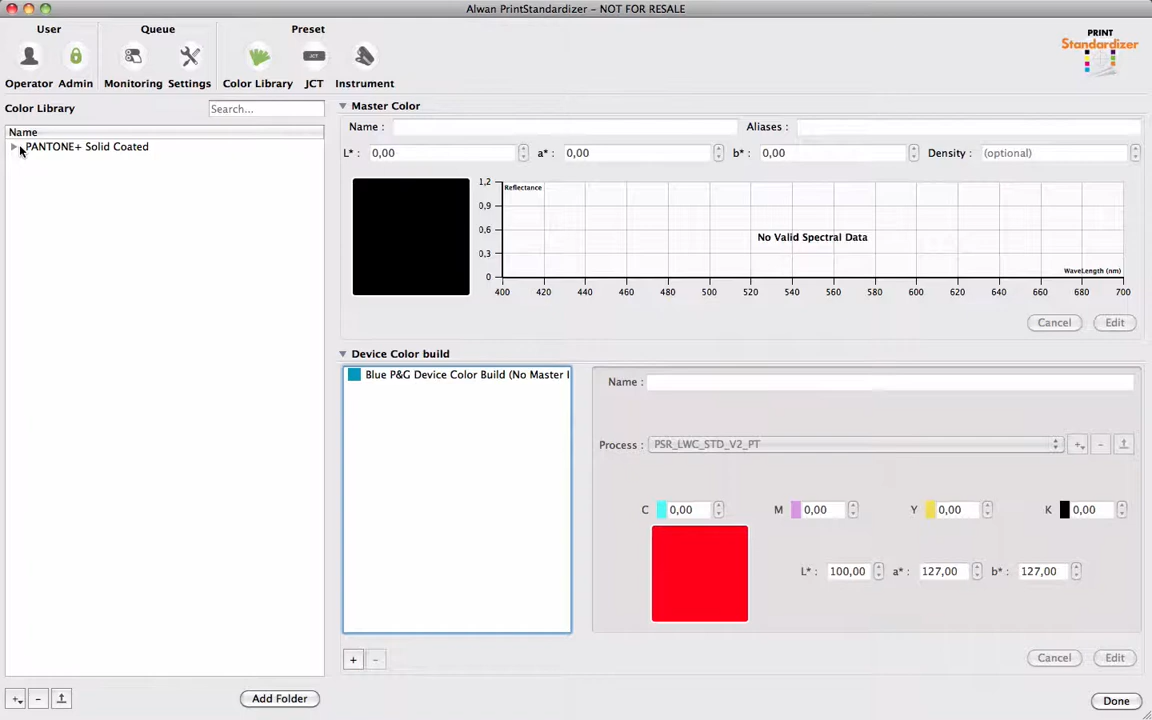 Alwan PrintStandardizer – NOT FOR RESALE
User Queue Preset
Operator Admin Monitoring Settings Color Library JCT Instrument
JCT
PRINT
Standardizer
Color Library Search...
Name
PANTONE+ Solid Coated
Master Color
Name : Aliases :
L* : 0,00 a* : 0,00 b* : 0,00 Density : (optional)
1,2 Reflectance
0,9
0,6 No Valid Spectral Data
0,3
0 WaveLength (nm)
400 420 440 460 480 500 520 540 560 580 600 620 640 660 680 700
Cancel Edit
Device Color build
Blue P&G Device Color Build (No Master
Name :
Process : PSR_LWC_STD_V2_PT + -
C 0,00 M 0,00 Y 0,00 K 0,00
L* : 100,00 a* : 127,00 b* : 127,00
+ - Cancel Edit
+ - Add Folder Done